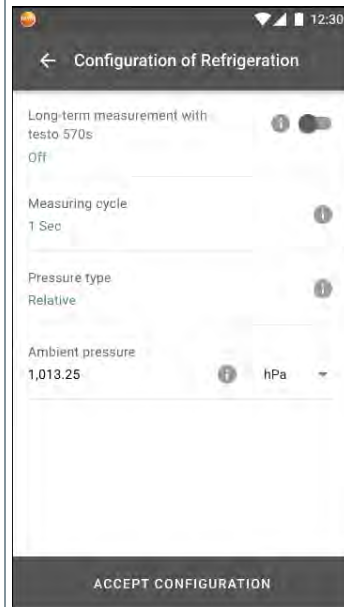 12:30
Configuration of Refrigeration
Long-term measurement with
testo 570s
Off
Measuring cycle
1 Sec
Pressure type
Relative
Ambient pressure
1,013.25 hPa
ACCEPT CONFIGURATION